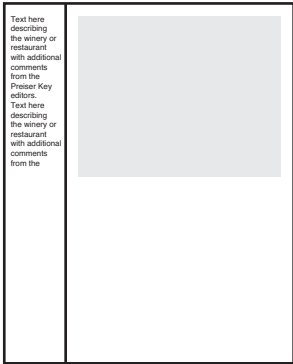 Text here
describing
the winery or
restaurant
with additional
comments
from the
Preiser Key
editors.
Text here
describing
the winery or
restaurant
with additional
comments
from the